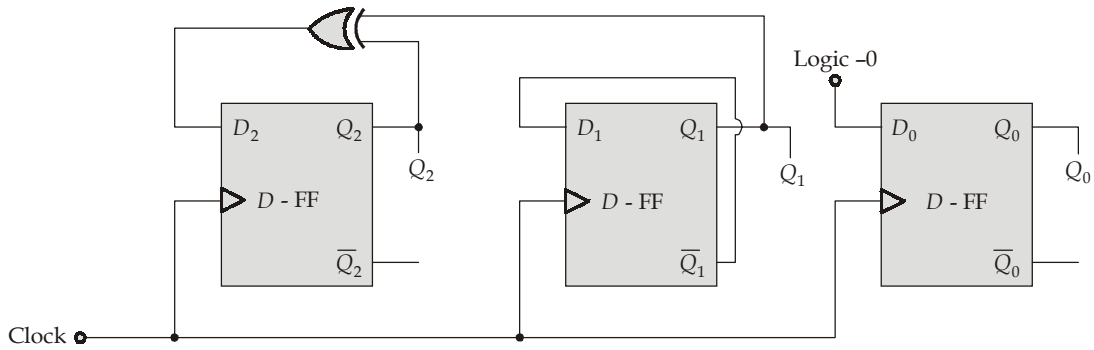 Logic –0
D2 Q2
D1 Q1
D0 Q0
Q2
Q1
Q0
D - FF
D - FF
D - FF
Q̅2
Q̅1
Q̅0
Clock